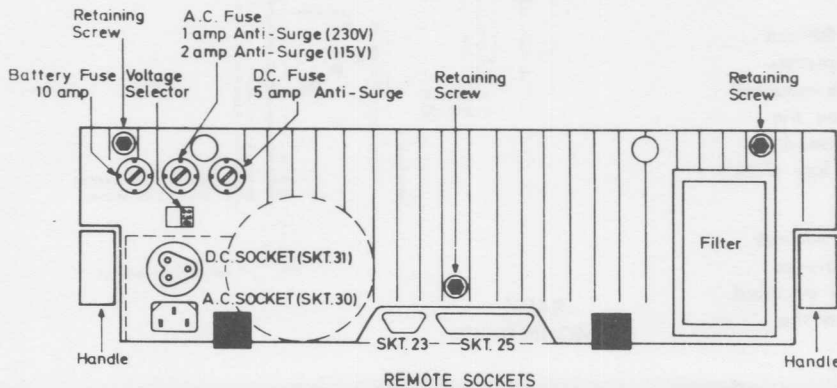 Retaining
Screw
A.C. Fuse
1 amp Anti-Surge (230V)
2 amp Anti-Surge (115V)
Battery Fuse
10 amp
Voltage
Selector
D.C. Fuse
5 amp Anti-Surge
Retaining
Screw
Retaining
Screw
Filter
D.C. SOCKET (SKT.31)
A.C. SOCKET (SKT.30)
SKT. 23
SKT. 25
Handle
Handle
REMOTE SOCKETS